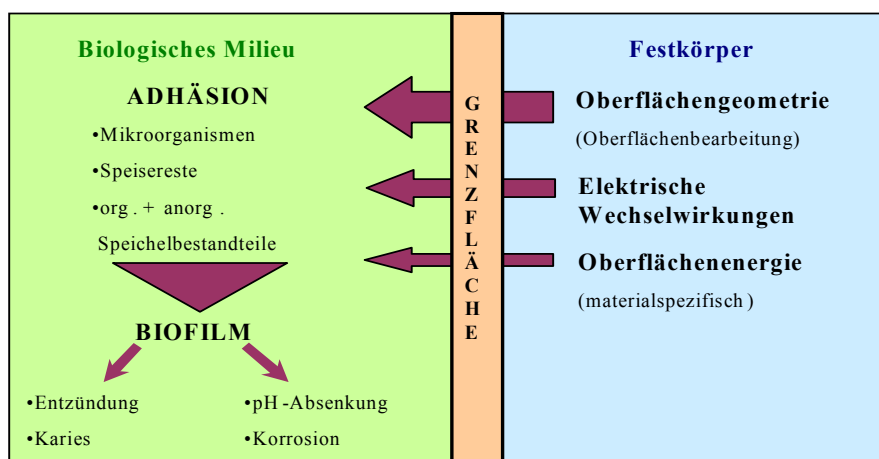 Biologisches Milieu
ADHÄSION
•Mikroorganismen
•Speisereste
•org . + anorg .
Speichelbestandteile
BIOFILM
•Entzündung
•Karies
•pH -Absenkung
•Korrosion
G
R
E
N
Z
F
L
Ä
C
H
E
Festkörper
Oberflächengeometrie
(Oberflächenbearbeitung)
Elektrische
Wechselwirkungen
Oberflächenenergie
(materialspezifisch )